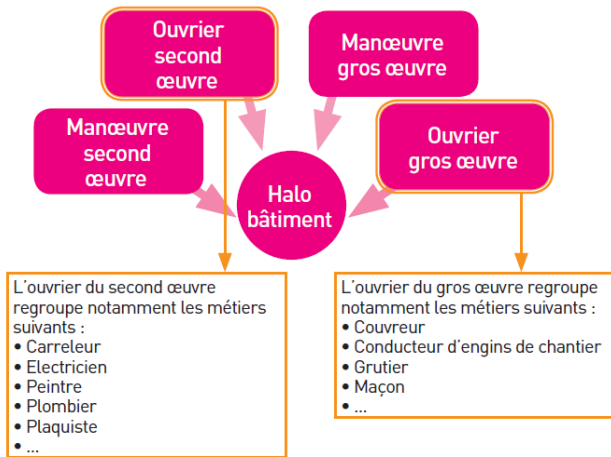 Ouvrier
second
œuvre
Manœuvre
gros œuvre
Manœuvre
second
œuvre
Ouvrier
gros œuvre
Halo
bâtiment
L'ouvrier du second œuvre
regroupe notamment les métiers
suivants :
• Carreleur
• Electricien
• Peintre
• Plombier
• Plaquiste
• ...
L'ouvrier du gros œuvre regroupe
notamment les métiers suivants :
• Couvreur
• Conducteur d'engins de chantier
• Grutier
• Maçon
• ...